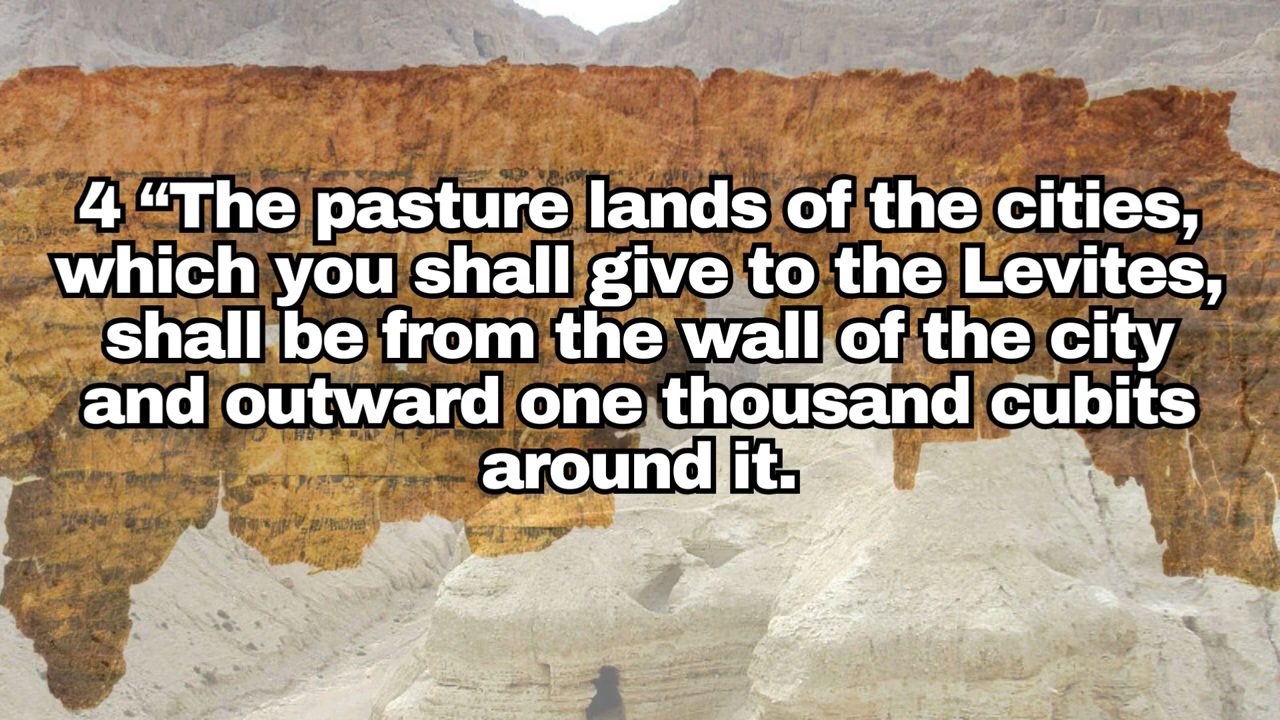 4 “The pasture lands of the cities,
which you shall give to the Levites,
shall be from the wall of the city
and outward one thousand cubits
around it.